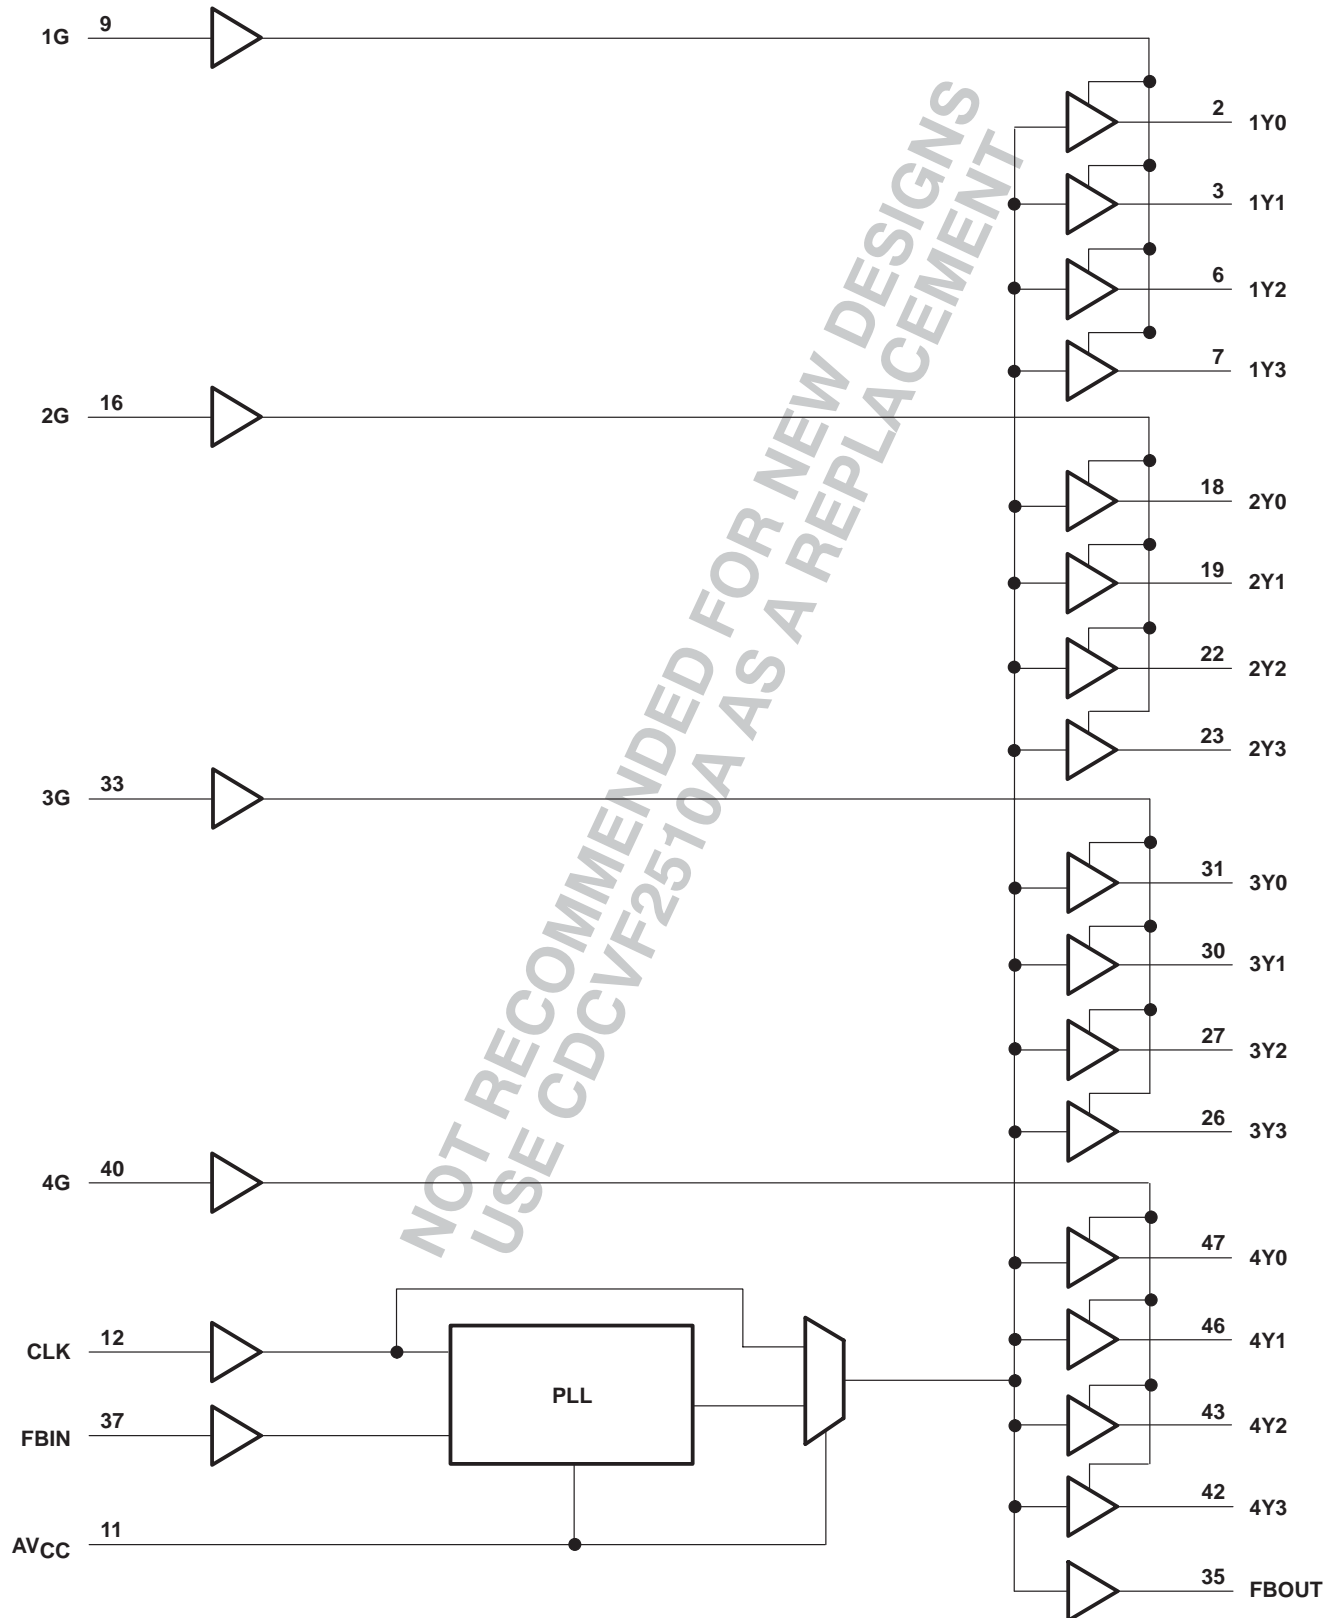 1G 9
2 1Y0
3 1Y1
6 1Y2
7 1Y3
2G 16
18 2Y0
19 2Y1
22 2Y2
23 2Y3
3G 33
31 3Y0
30 3Y1
27 3Y2
26 3Y3
4G 40
47 4Y0
CLK 12
46 4Y1
PLL
FBIN 37
43 4Y2
42 4Y3
AVCC 11
35 FBOUT
NOT RECOMMENDED FOR NEW DESIGNS
USE CDCVF2510A AS A REPLACEMENT